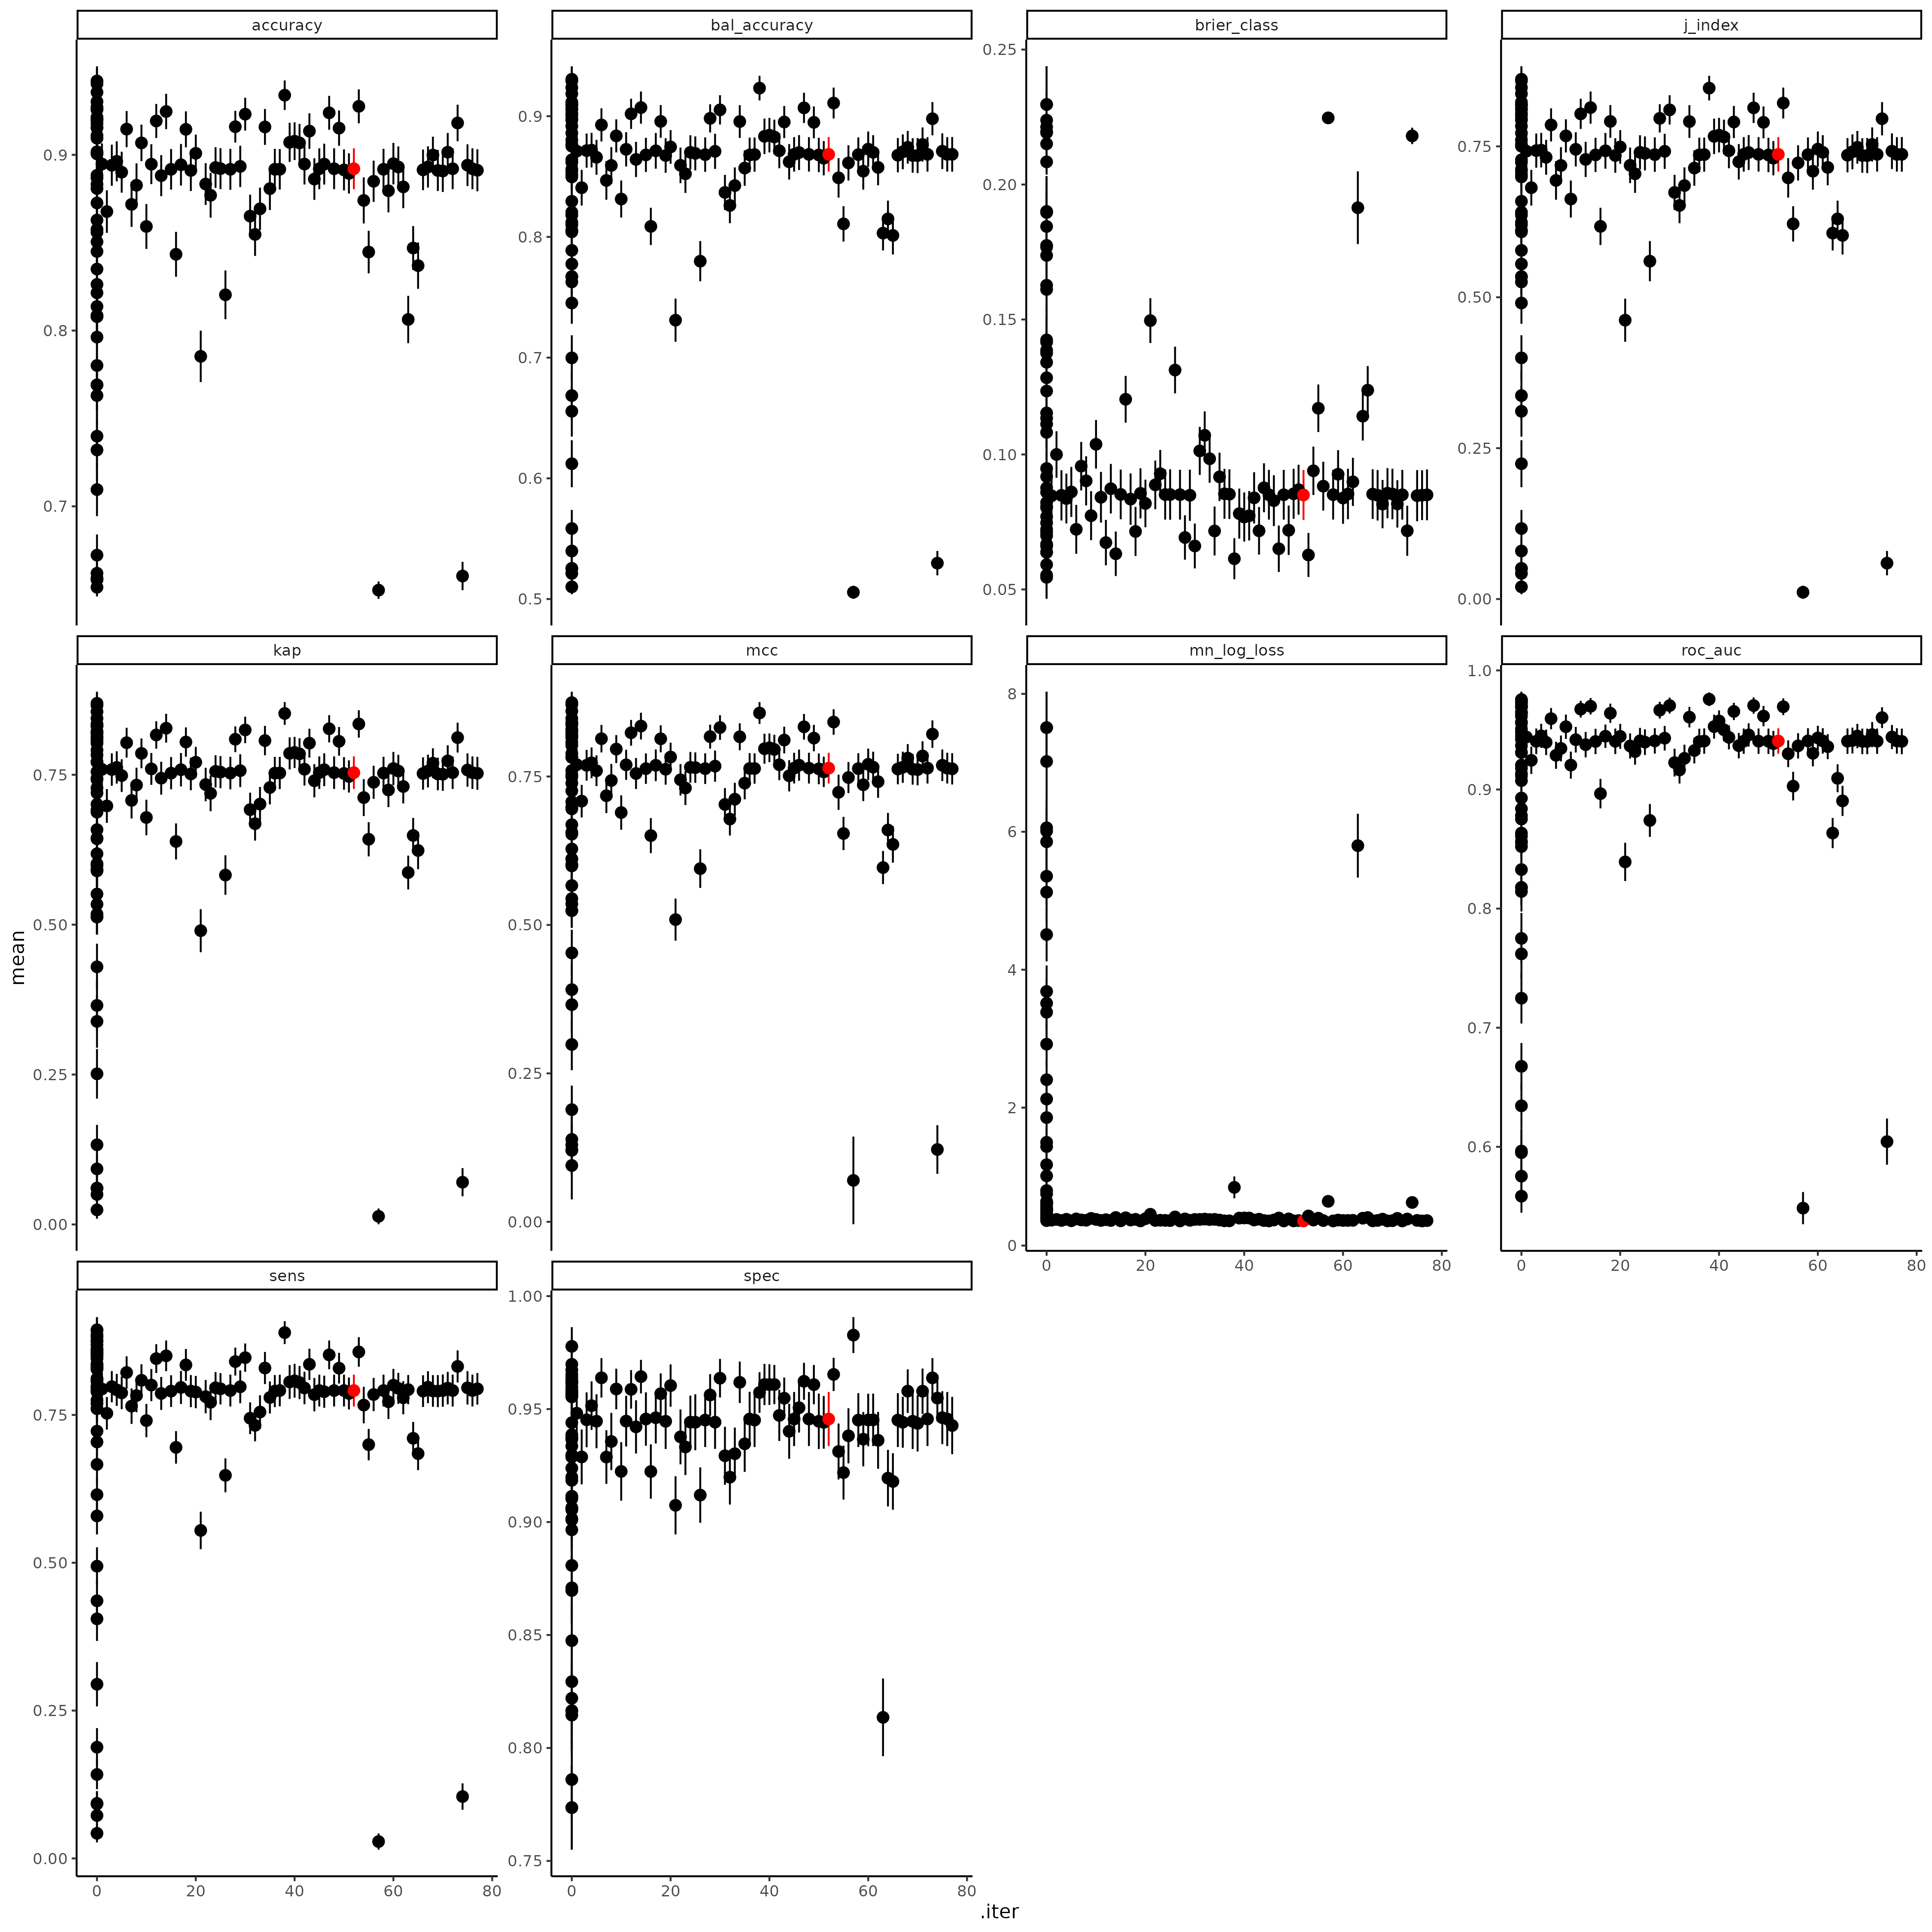 accuracy bal_accuracy brier_class j_index
0.9 0.8 0.7
0.9 0.8 0.7 0.6 0.5
0.25 0.20 0.15 0.10 0.05
0.75 0.50 0.25 0.00
kap mcc mn_log_loss roc_auc
0.75 0.50 0.25 0.00
0.75 0.50 0.25 0.00
8 6 4 2 0
1.0 0.9 0.8 0.7 0.6
0 20 40 60 80
0 20 40 60 80
sens spec
0.75 0.50 0.25 0.00
1.00 0.95 0.90 0.85 0.80 0.75
0 20 40 60 80
0 20 40 60 80
mean
.iter